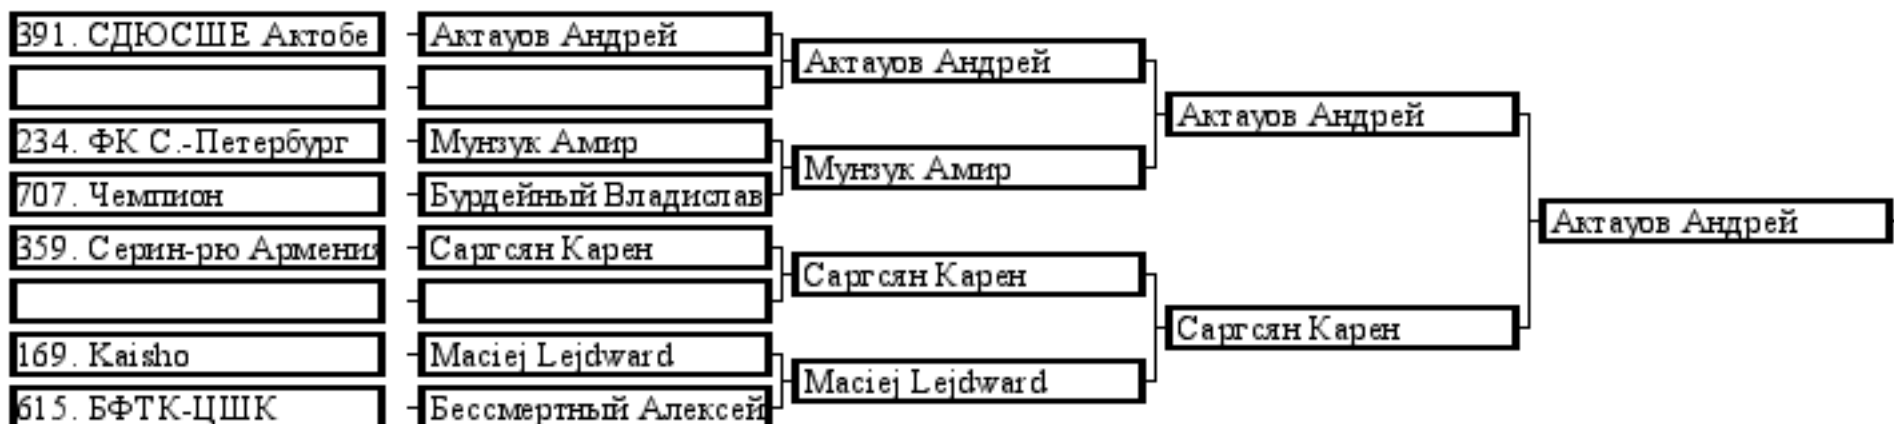 391. СДЮСШЕ Актобе
Актауов Андрей
Актауов Андрей
Актауов Андрей
234. ФК С.-Петербург
Мунзук Амир
Мунзук Амир
707. Чемпион
Бурдейный Владислав
Актауов Андрей
359. Серин-рю Армения
Саргсян Карен
Саргсян Карен
Саргсян Карен
169. Kaisho
Maciej Lejdward
Maciej Lejdward
615. БФТК-ЦШК
Бессмертный Алексей